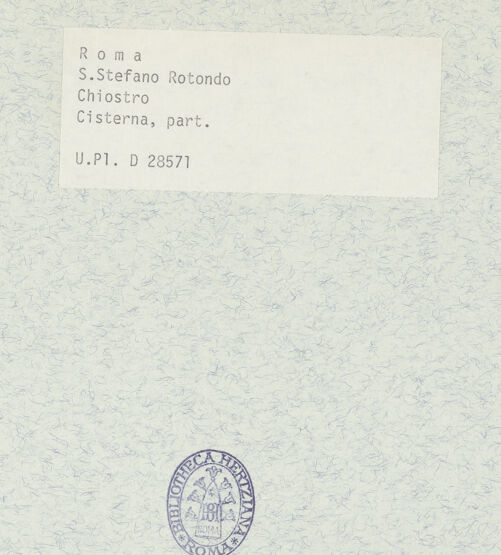 R o m a
S.Stefano Rotondo
Chiostro
Cisterna, part.
U.Pl. D 28571
BIBLIOTHECA HERTZIANA
ROMA